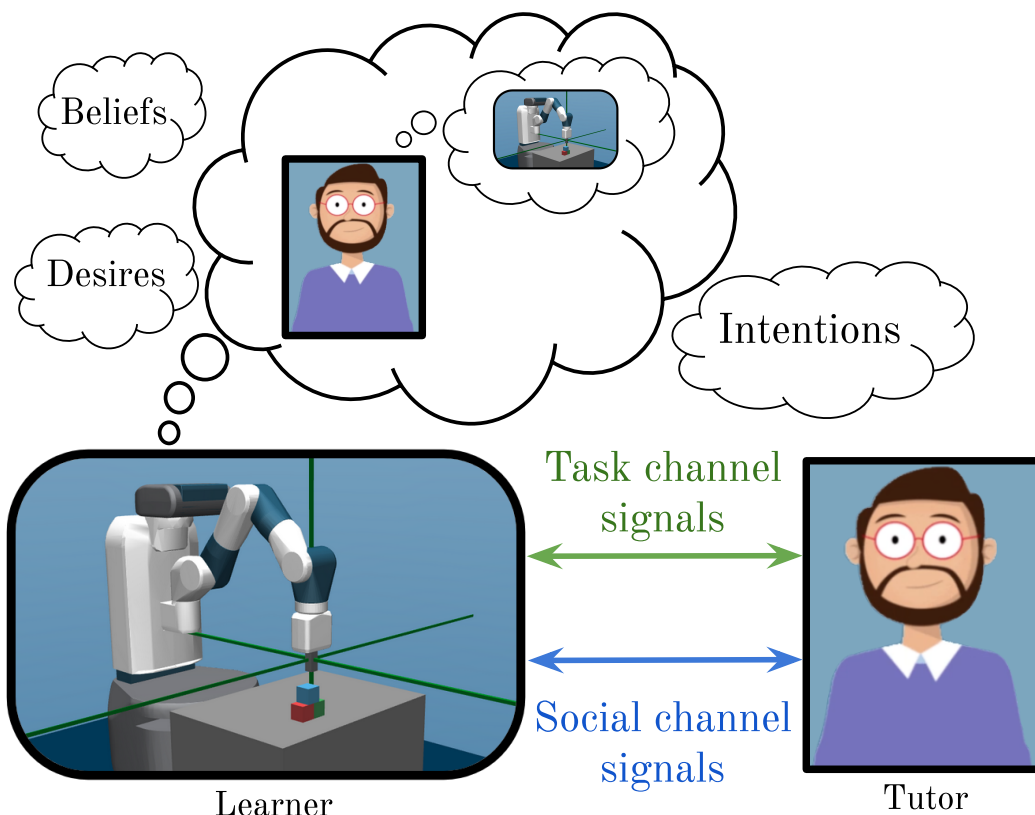 Beliefs
Desires
Intentions
Task channel
signals
Social channel
signals
Learner
Tutor